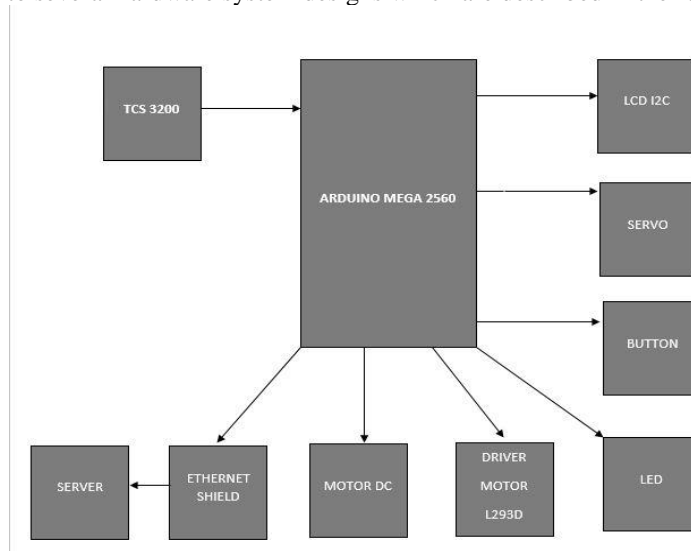 TCS 3200
ARDUINO MEGA 2560
LCD I2C
SERVO
BUTTON
SERVER
ETHERNET
SHIELD
MOTOR DC
DRIVER
MOTOR
L293D
LED